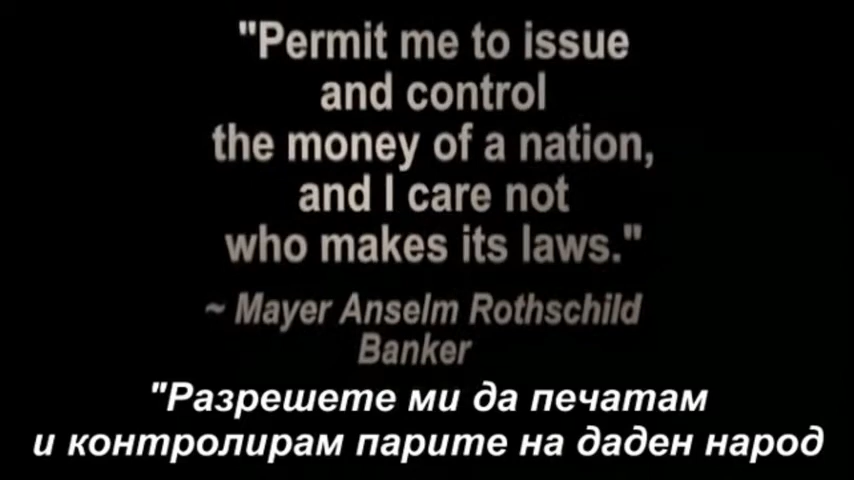 "Permit me to issue
and control
the money of a nation,
and I care not
who makes its laws."
~ Mayer Anselm Rothschild
Banker
"Разрешете ми да печатам
и контролирам парите на даден народ